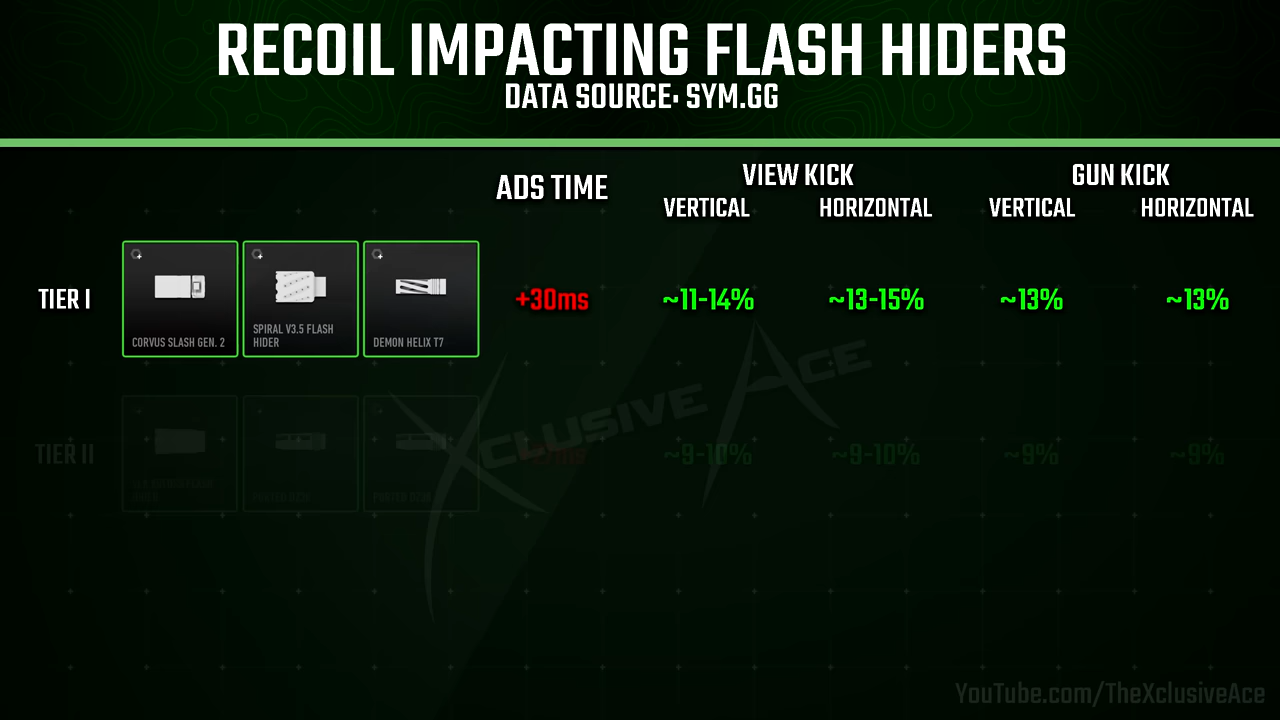 RECOIL IMPACTING FLASH HIDERS
DATA SOURCE: SYM.GG
ADS TIME
VIEW KICK
GUN KICK
VERTICAL HORIZONTAL VERTICAL HORIZONTAL
TIER I
CORVUS SLASH GEN. 2
SPIRAL V3.5 FLASH
HIDER
DEMON HELIX T7
+30ms ~11-14% ~13-15% ~13% ~13%
XCLUSIVE ACE
TIER II
~9-10% ~9-10% ~9% ~9%
YouTube.com/TheXclusiveAce